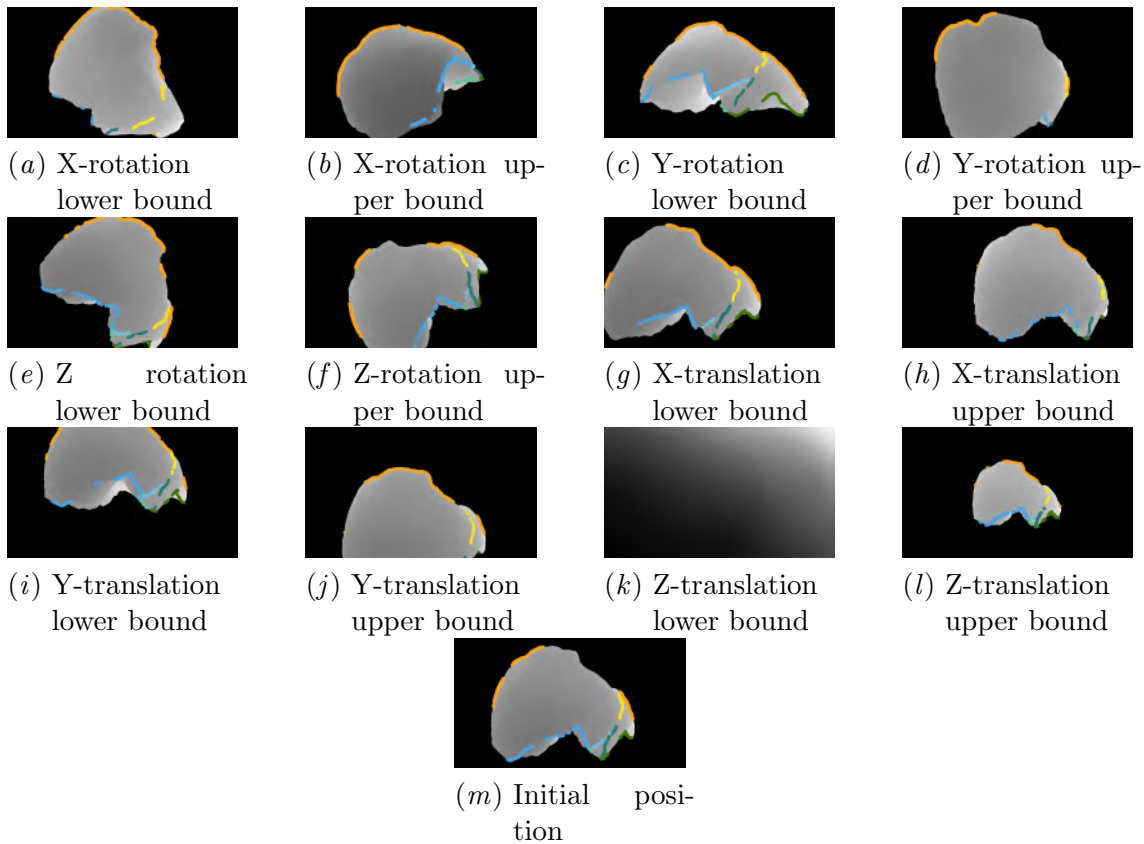 (a) X-rotation
lower bound
(b) X-rotation up-
per bound
(c) Y-rotation
lower bound
(d) Y-rotation up-
per bound
(e) Z rotation
lower bound
(f) Z-rotation up-
per bound
(g) X-translation
lower bound
(h) X-translation
upper bound
(i) Y-translation
lower bound
(j) Y-translation
upper bound
(k) Z-translation
lower bound
(l) Z-translation
upper bound
(m) Initial posi-
tion